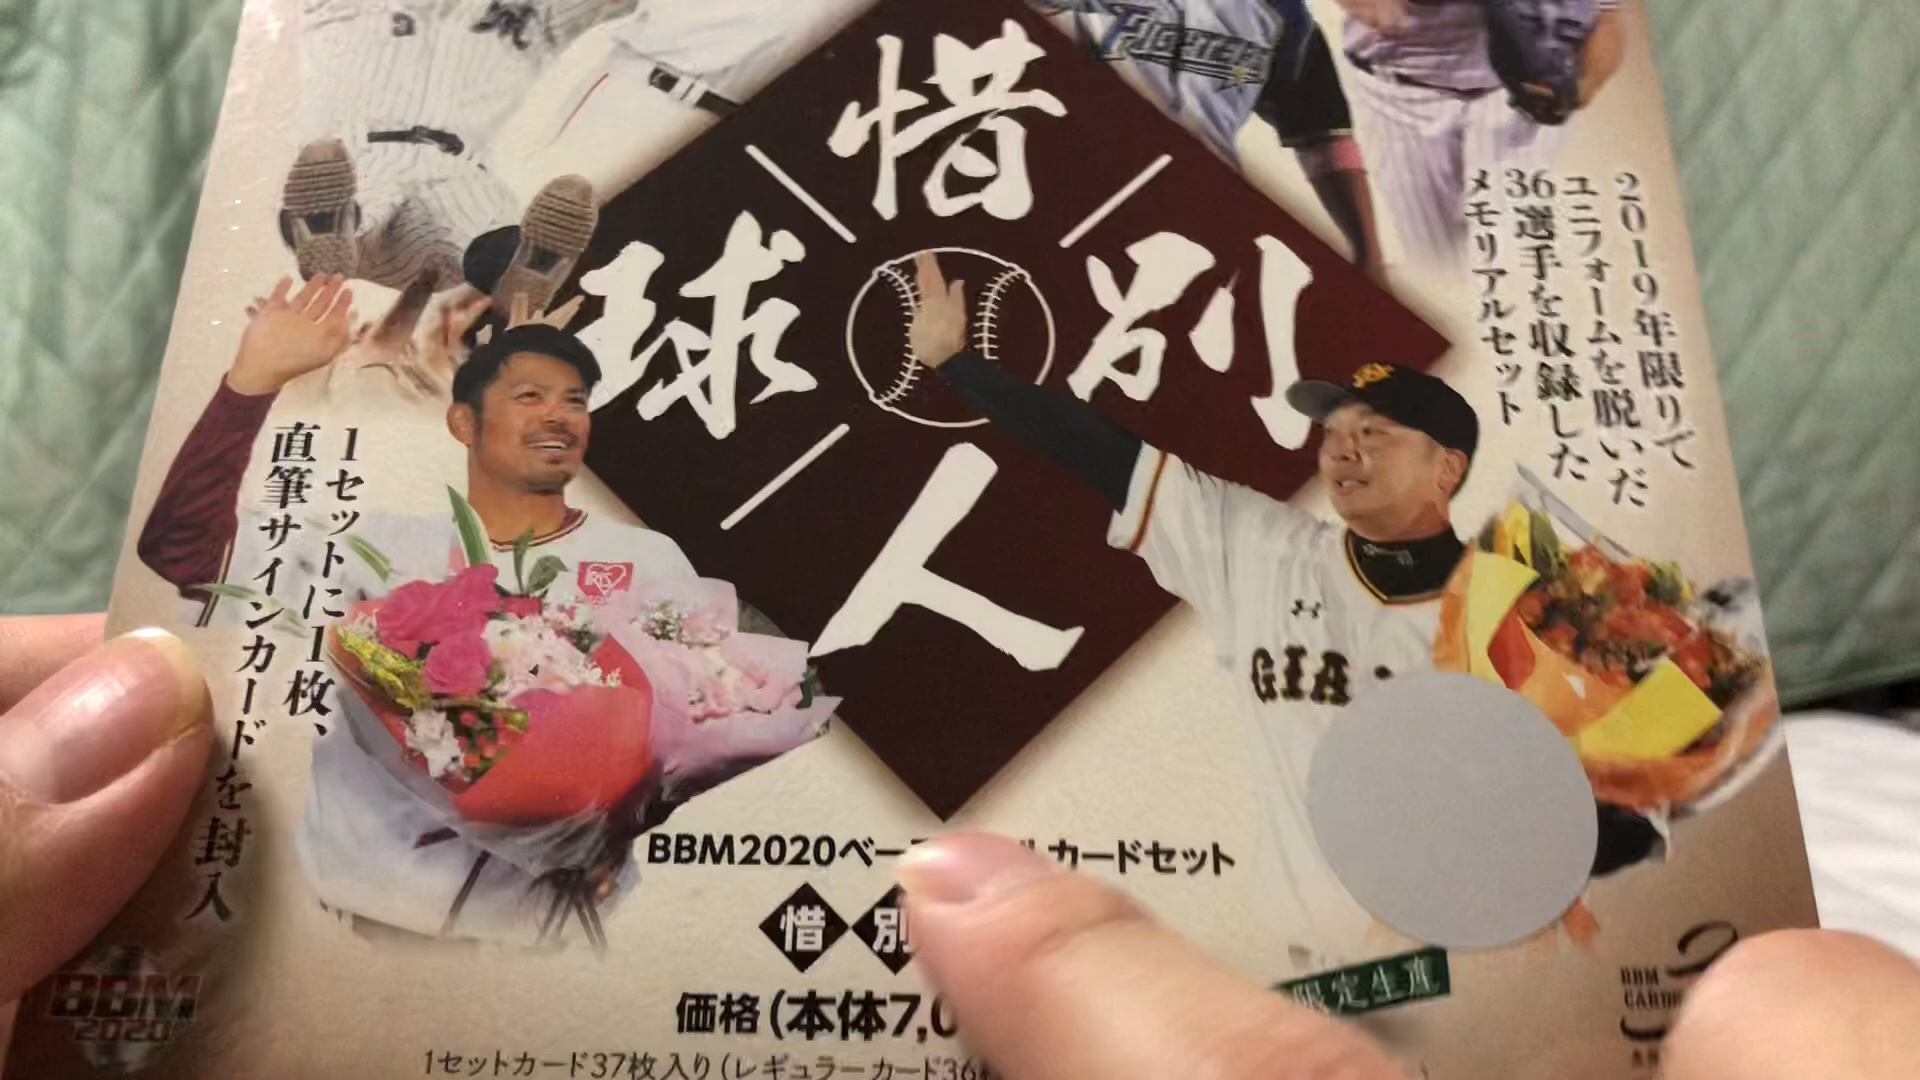 FIGHTERS
惜
別
球
人
2019年限りで
ユニフォームを脱いだ
36選手を収録した
メモリアルセット
1セットに1枚、
直筆サインカードを封入
GIA
BBM2020ベー
カードセット
惜別
価格(本体7,0
限定生産
1セットカード37枚入り(レギュラーカード36
BBM
2020
BBM
CARD